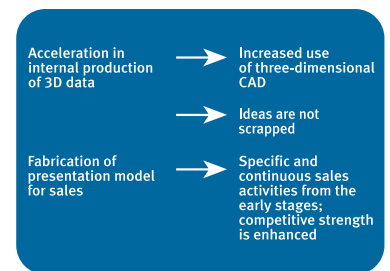 Acceleration in
internal production
of 3D data
Increased use
of three-dimensional
CAD
Ideas are not
scrapped
Fabrication of
presentation model
for sales
Specific and
continuous sales
activities from the
early stages;
competitive strength
is enhanced